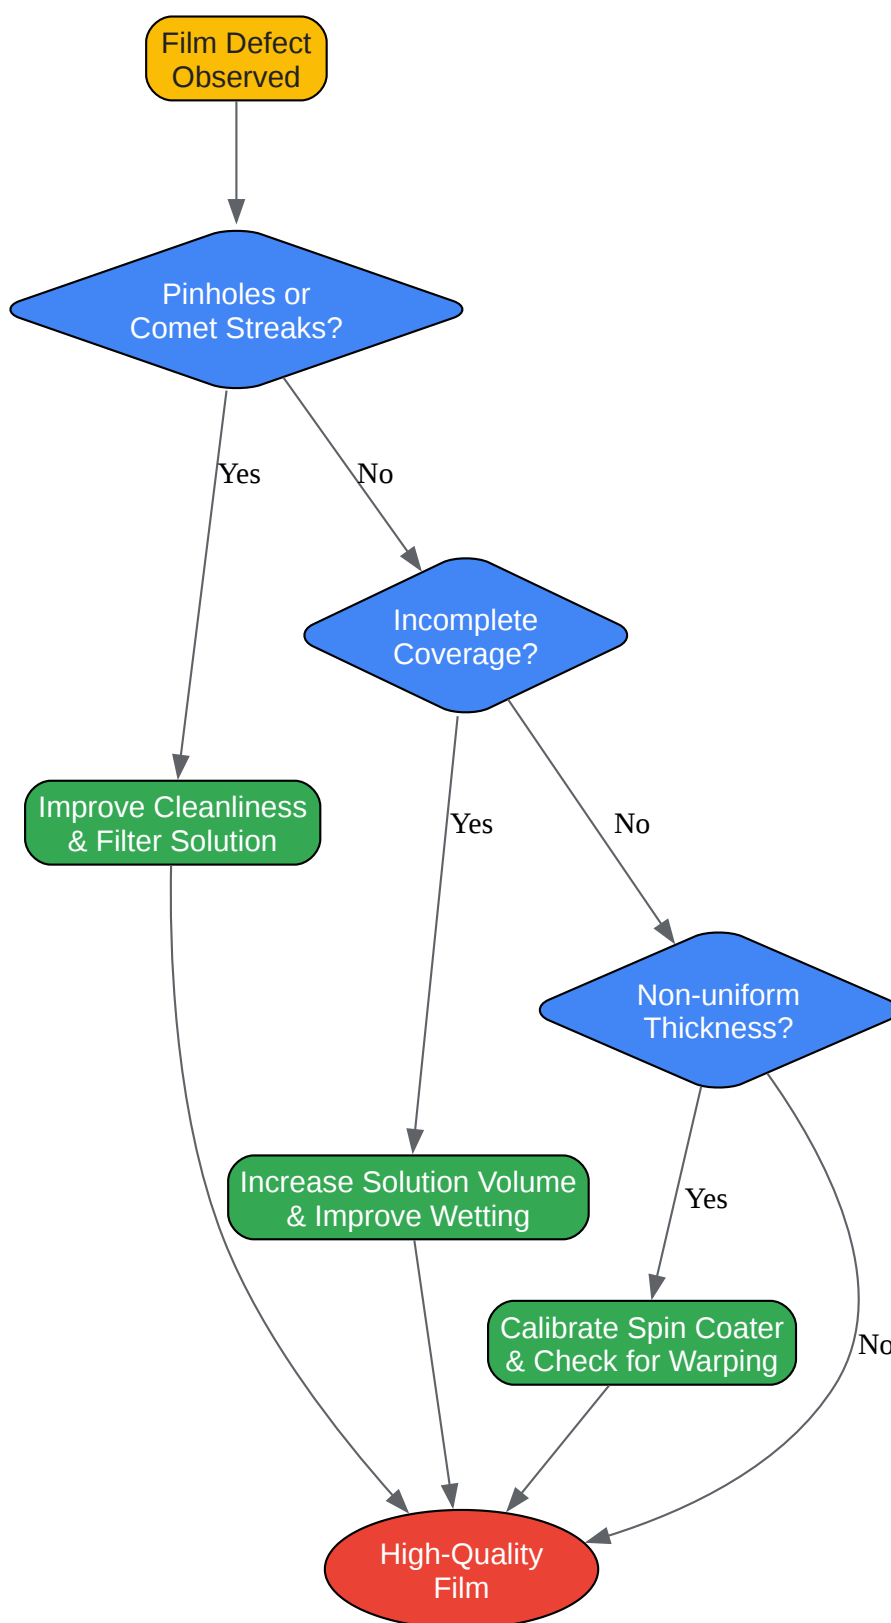 Film Defect
Observed
Pinholes or
Comet Streaks?
Yes
No
Incomplete
Coverage?
Improve Cleanliness
& Filter Solution
Yes
No
Non-uniform
Thickness?
Increase Solution Volume
& Improve Wetting
Yes
Calibrate Spin Coater
& Check for Warping
No
High-Quality
Film